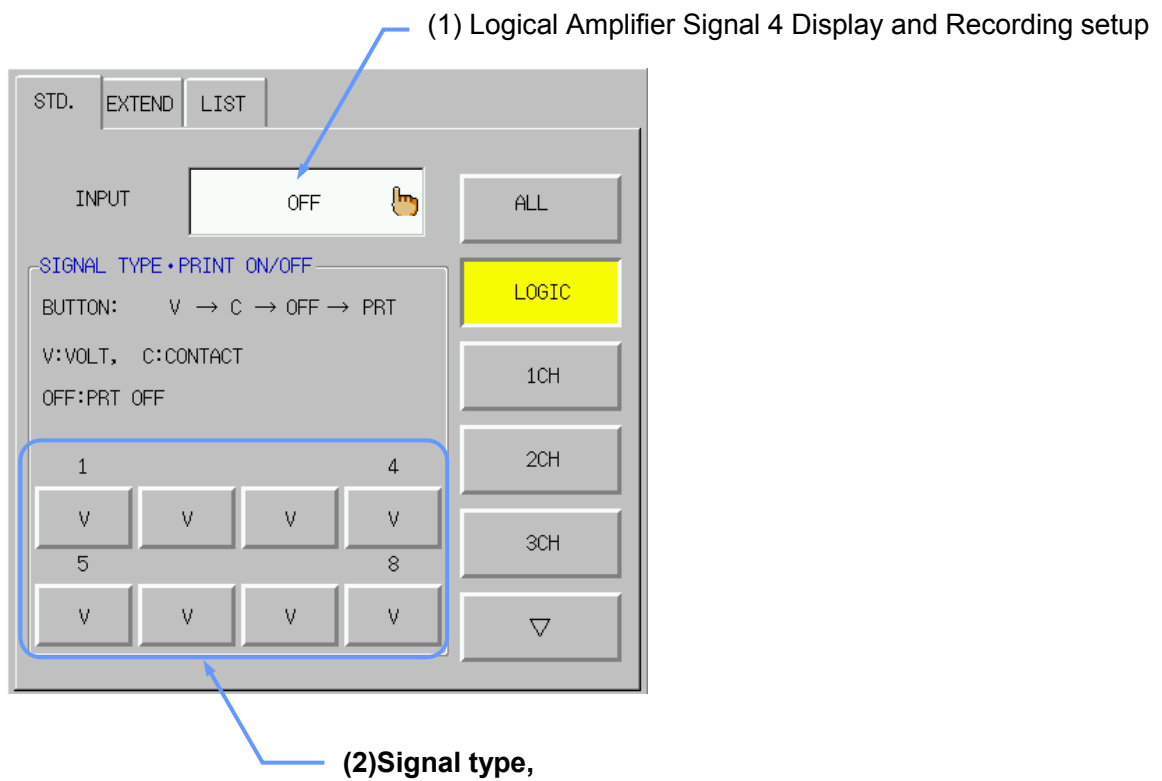 (1) Logical Amplifier Signal 4 Display and Recording setup
STD. EXTEND LIST
INPUT OFF ALL
SIGNAL TYPE・PRINT ON/OFF
LOGIC
BUTTON: V → C → OFF → PRT
V:VOLT, C:CONTACT
1CH
OFF:PRT OFF
1 4 2CH
V V V V
3CH
5 8
V V V V ▽
(2)Signal type,